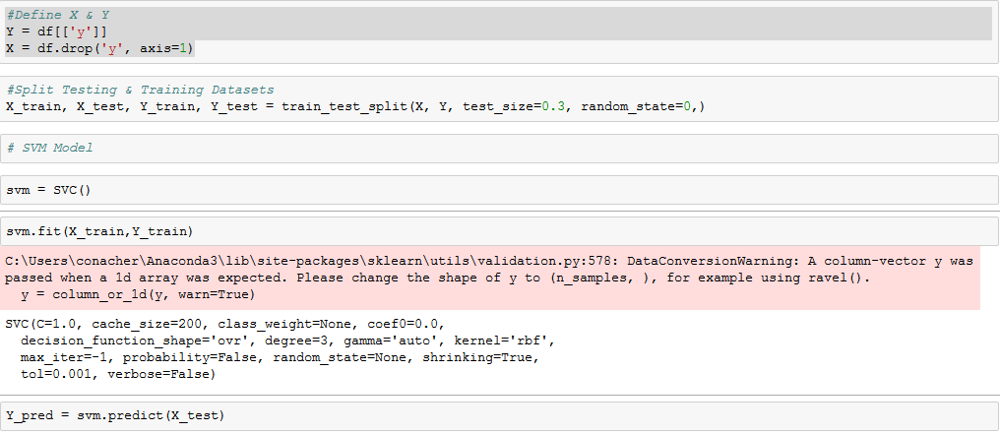 #Define X & Y
Y = df[['y']]
X = df.drop('y', axis=1)
#Split Testing & Training Datasets
X_train, X_test, Y_train, Y_test = train_test_split(X, Y, test_size=0.3, random_state=0,)
# SVM Model
svm = SVC()
svm.fit(X_train,Y_train)
C:\Users\conacher\Anaconda3\lib\site-packages\sklearn\utils\validation.py:578: DataConversionWarning: A column-vector y was
passed when a 1d array was expected. Please change the shape of y to (n_samples, ), for example using ravel().
  y = column_or_1d(y, warn=True)
SVC(C=1.0, cache_size=200, class_weight=None, coef0=0.0,
  decision_function_shape='ovr', degree=3, gamma='auto', kernel='rbf',
  max_iter=-1, probability=False, random_state=None, shrinking=True,
  tol=0.001, verbose=False)
Y_pred = svm.predict(X_test)